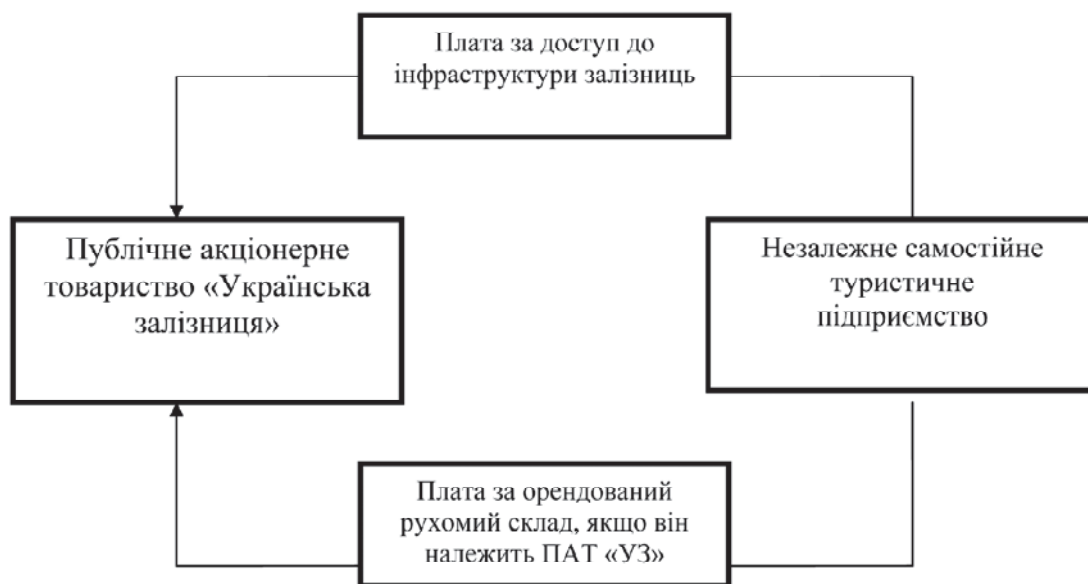 Плата за доступ до
інфраструктури залізниць
Публічне акціонерне
товариство «Українська
залізниця»
Незалежне самостійне
туристичне
підприємство
Плата за орендований
рухомий склад, якщо він
належить ПАТ «УЗ»